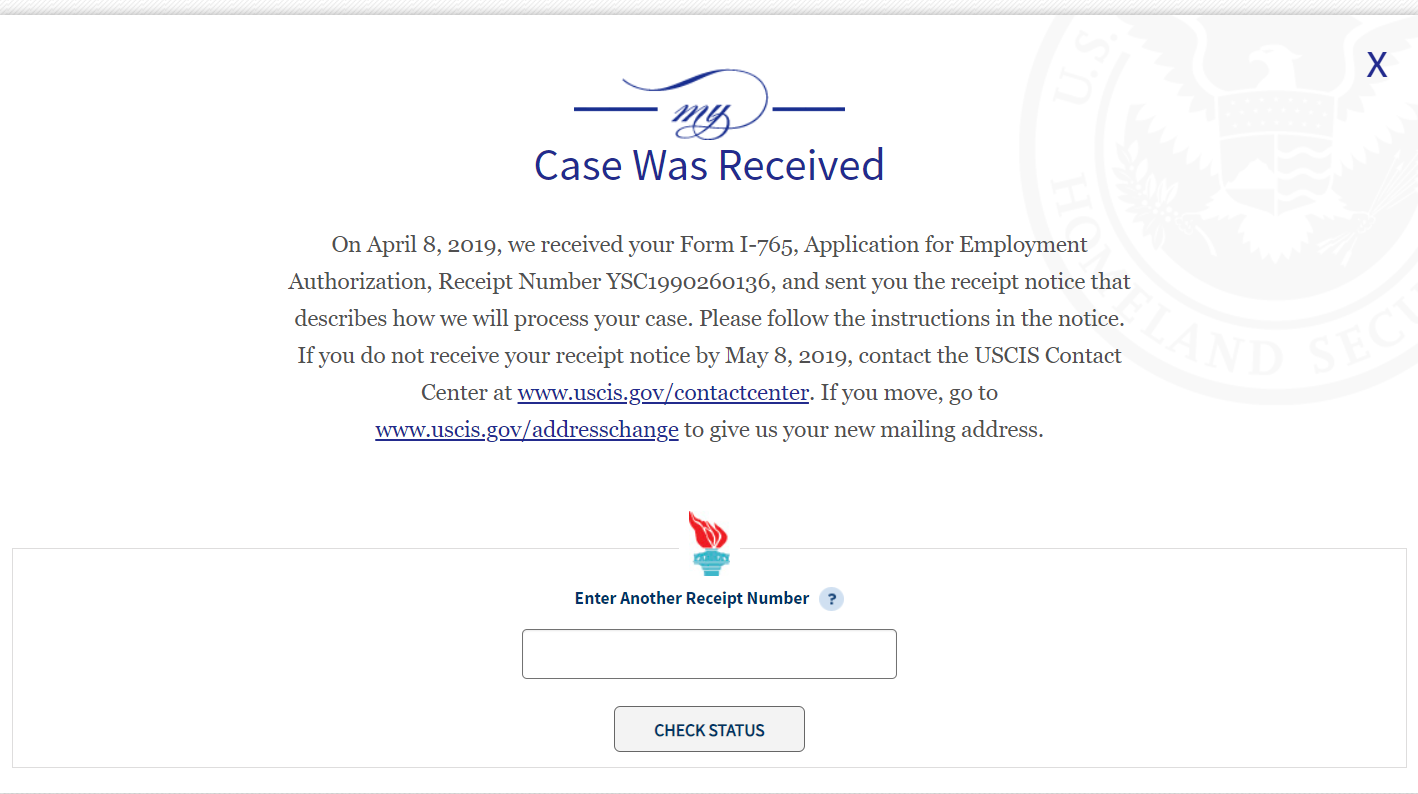 U.S.
HOMELAND SECU
X
my
Case Was Received
On April 8, 2019, we received your Form I-765, Application for Employment
Authorization, Receipt Number YSC1990260136, and sent you the receipt notice that
describes how we will process your case. Please follow the instructions in the notice.
If you do not receive your receipt notice by May 8, 2019, contact the USCIS Contact
Center at www.uscis.gov/contactcenter. If you move, go to
www.uscis.gov/addresschange to give us your new mailing address.
Enter Another Receipt Number ?
CHECK STATUS